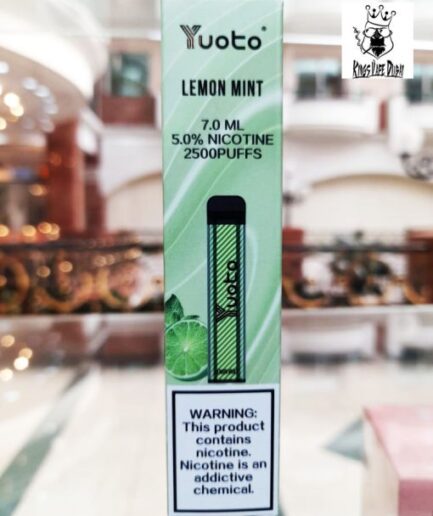 Yuoto
LEMON MINT
7.0 ML
5.0% NICOTINE
2500PUFFS
Yuoto
WARNING:
This product
contains
nicotine.
Nicotine is an
addictive
chemical.
KINGS VAPE DUBAI